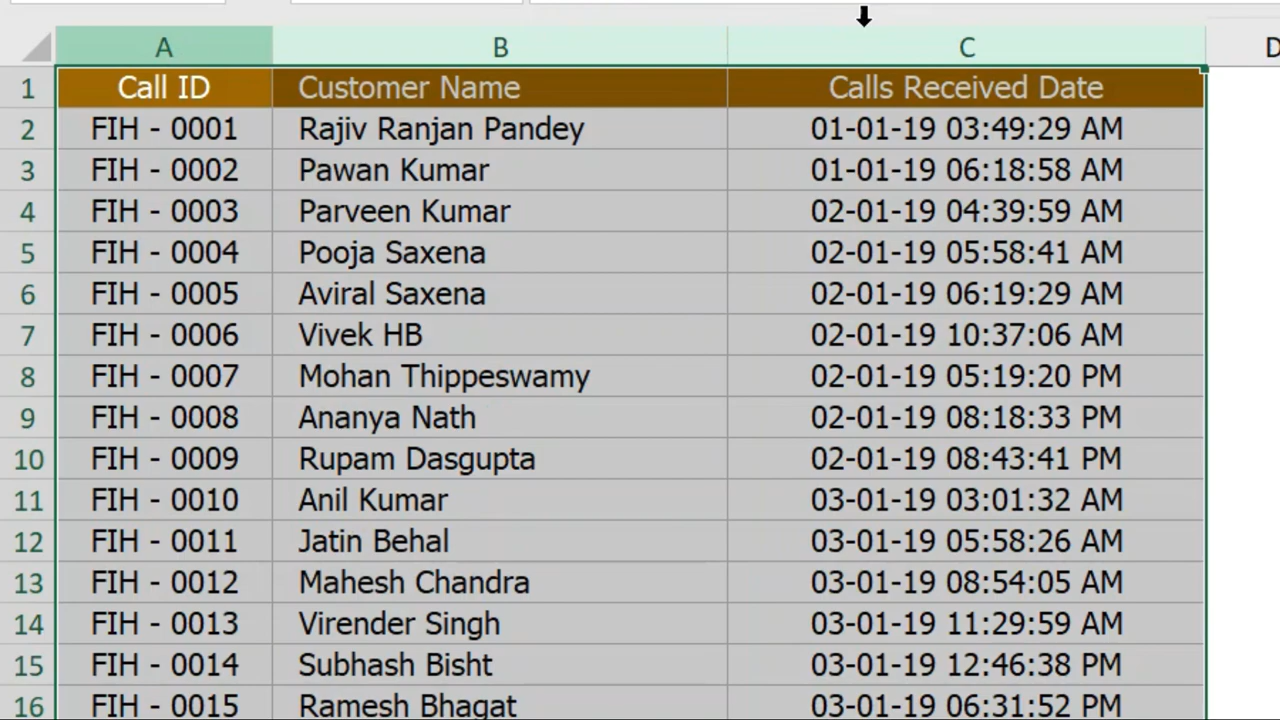 A B C D
1 Call ID Customer Name Calls Received Date
2 FIH - 0001 Rajiv Ranjan Pandey 01-01-19 03:49:29 AM
3 FIH - 0002 Pawan Kumar 01-01-19 06:18:58 AM
4 FIH - 0003 Parveen Kumar 02-01-19 04:39:59 AM
5 FIH - 0004 Pooja Saxena 02-01-19 05:58:41 AM
6 FIH - 0005 Aviral Saxena 02-01-19 06:19:29 AM
7 FIH - 0006 Vivek HB 02-01-19 10:37:06 AM
8 FIH - 0007 Mohan Thippeswamy 02-01-19 05:19:20 PM
9 FIH - 0008 Ananya Nath 02-01-19 08:18:33 PM
10 FIH - 0009 Rupam Dasgupta 02-01-19 08:43:41 PM
11 FIH - 0010 Anil Kumar 03-01-19 03:01:32 AM
12 FIH - 0011 Jatin Behal 03-01-19 05:58:26 AM
13 FIH - 0012 Mahesh Chandra 03-01-19 08:54:05 AM
14 FIH - 0013 Virender Singh 03-01-19 11:29:59 AM
15 FIH - 0014 Subhash Bisht 03-01-19 12:46:38 PM
16 FIH - 0015 Ramesh Bhagat 03-01-19 06:31:52 PM